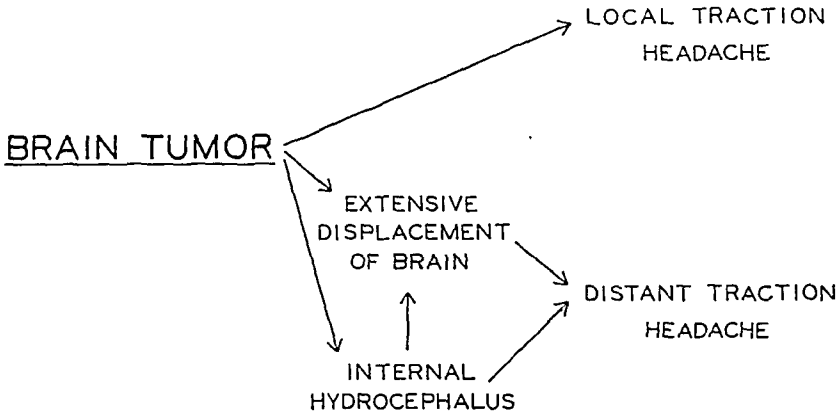 LOCAL TRACTION
HEADACHE
BRAIN TUMOR
EXTENSIVE
DISPLACEMENT
OF BRAIN
DISTANT TRACTION
HEADACHE
INTERNAL
HYDROCEPHALUS